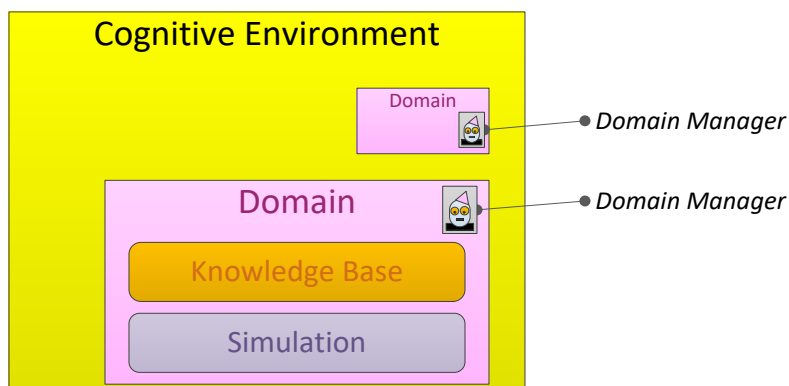 Cognitive Environment
Domain
Domain Manager
Domain
Domain Manager
Knowledge Base
Simulation